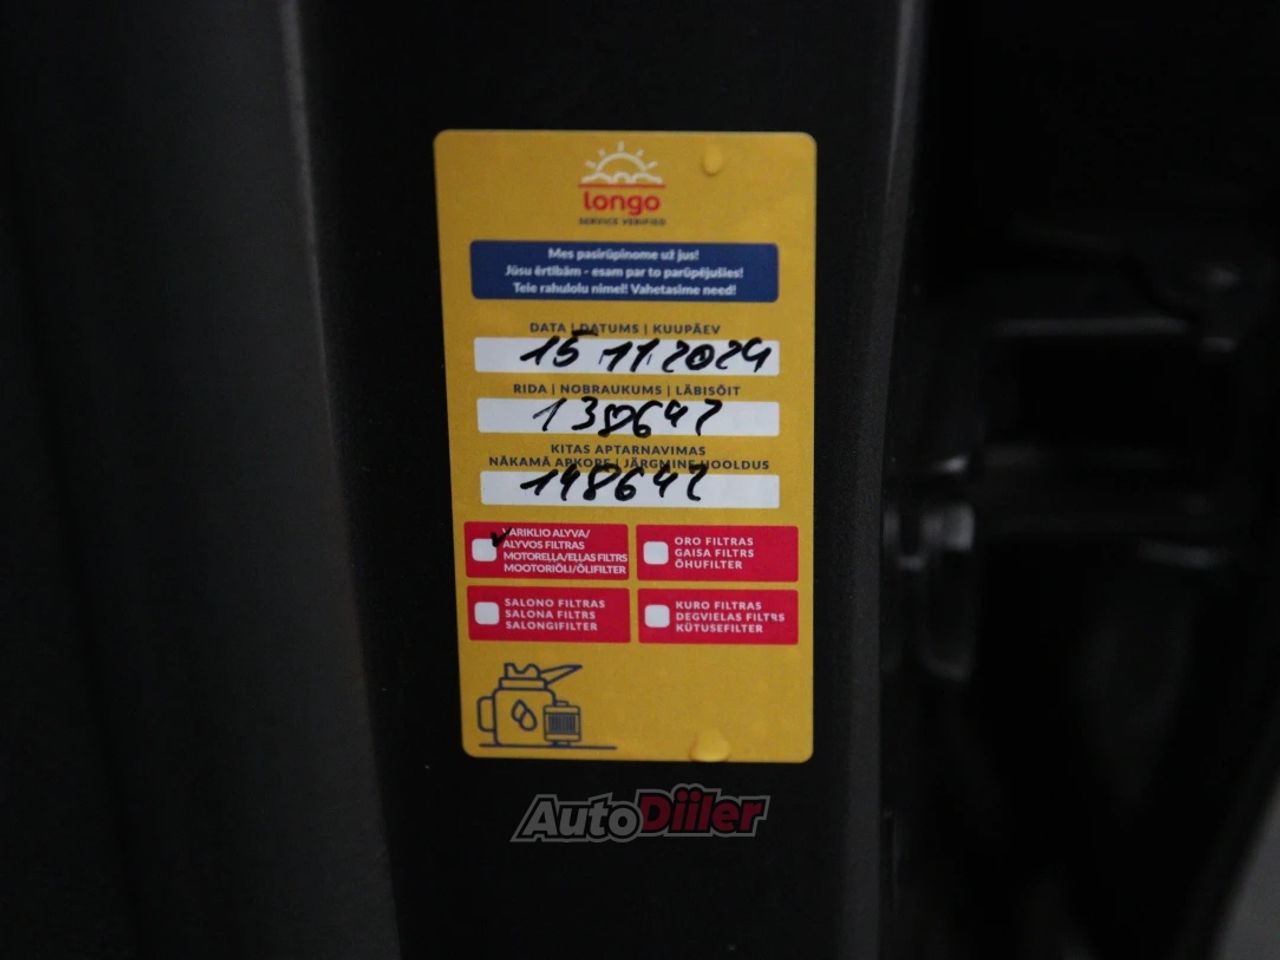 longo
SERVICE VERIFIED
Mes pasirūpinome už jus!
Jūsu ērtībām - esam par to parūpējušies!
Teie rahulolu nimel! Vahetasime need!
DATA | DATUMS | KUUPÄEV
15 11 2024
RIDA | NOBRAUKUMS | LÄBISÕIT
138647
KITAS APTARNAVIMAS
NĀKAMĀ APKOPE | JÄRGMINE HOOLDUS
148647
VARIKLIO ALYVA/
ALYVOS FILTRAS
MOTOREĻĻA/EĻĻAS FILTRS
MOOTORIÕLI/ÕLIFILTER
ORO FILTRAS
GAISA FILTRS
ÕHUFILTER
SALONO FILTRAS
SALONA FILTRS
SALONGIFILTER
KURO FILTRAS
DEGVIELAS FILTRS
KÜTUSEFILTER
AutoDiiler